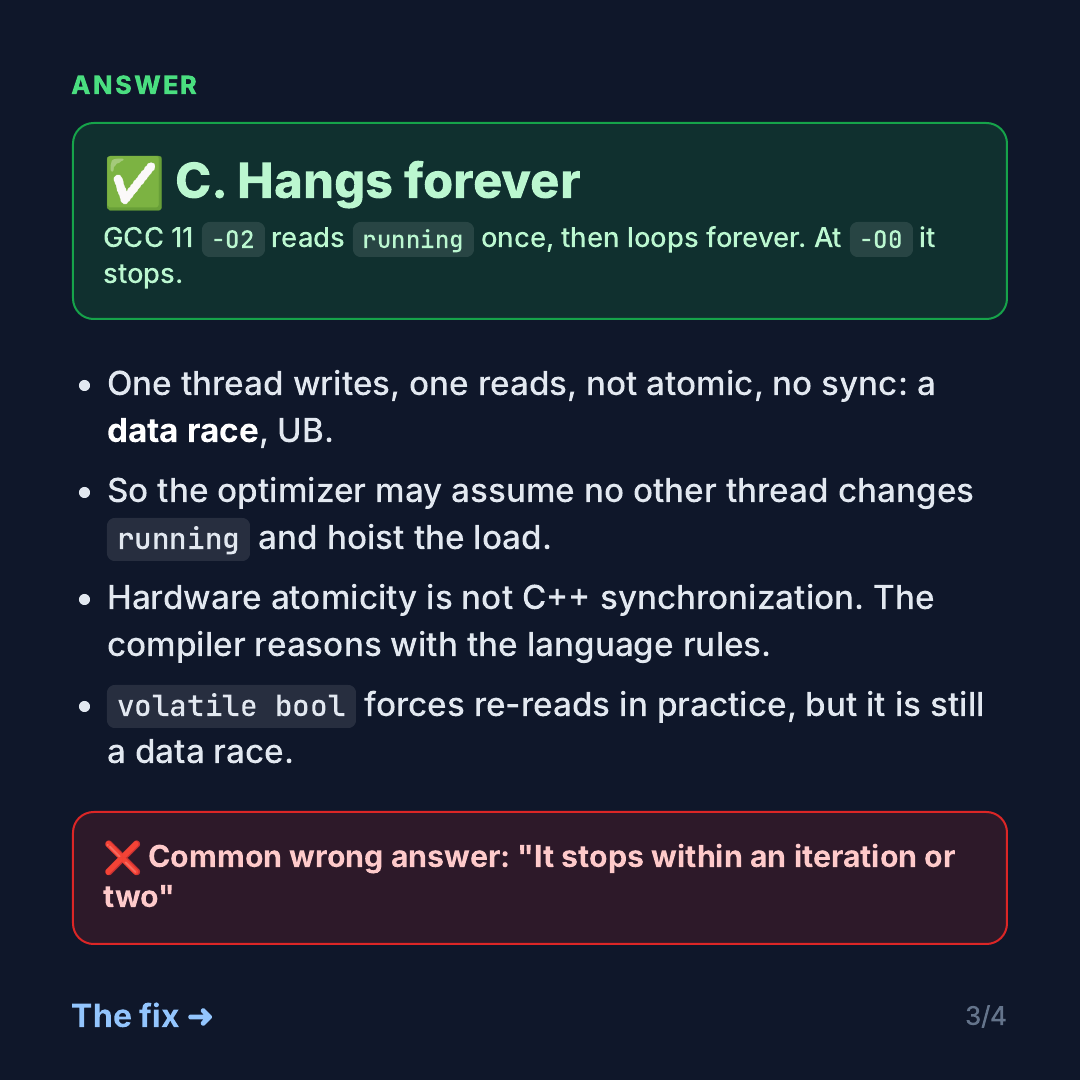 ANSWER
✅ C. Hangs forever
GCC 11 -O2 reads running once, then loops forever. At -O0 it
stops.
• One thread writes, one reads, not atomic, no sync: a
data race, UB.
• So the optimizer may assume no other thread changes
running and hoist the load.
• Hardware atomicity is not C++ synchronization. The
compiler reasons with the language rules.
• volatile bool forces re-reads in practice, but it is still
a data race.
❌ Common wrong answer: "It stops within an iteration or
two"
The fix ➜
3/4